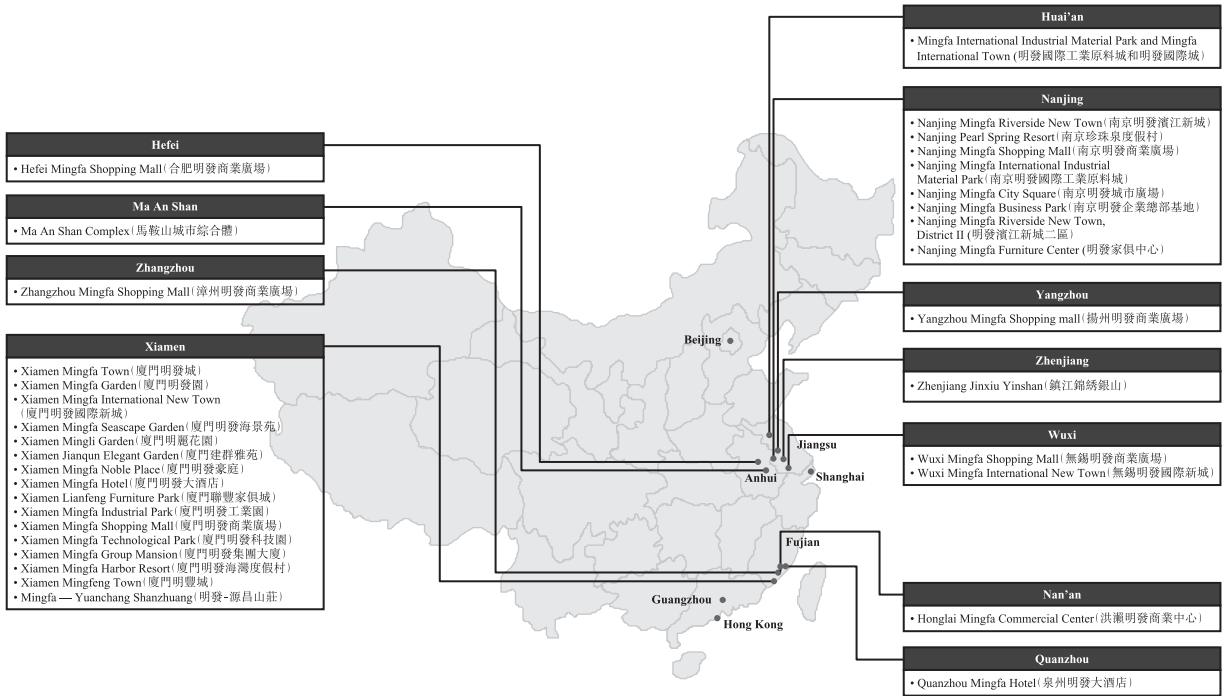 Hefei
• Hefei Mingfa Shopping Mall(合肥明發商業廣場)
Ma An Shan
• Ma An Shan Complex(馬鞍山城市綜合體)
Zhangzhou
• Zhangzhou Mingfa Shopping Mall(漳州明發商業廣場)
Xiamen
• Xiamen Mingfa Town(廈門明發城)
• Xiamen Mingfa Garden(廈門明發園)
• Xiamen Mingfa International New Town
(廈門明發國際新城)
• Xiamen Mingfa Seascape Garden(廈門明發海景苑)
• Xiamen Mingli Garden(廈門明麗花園)
• Xiamen Jianqun Elegant Garden(廈門建群雅苑)
• Xiamen Mingfa Noble Place(廈門明發豪庭)
• Xiamen Mingfa Hotel(廈門明發大酒店)
• Xiamen Lianfeng Furniture Park(廈門聯豐家俱城)
• Xiamen Mingfa Industrial Park(廈門明發工業園)
• Xiamen Mingfa Shopping Mall(廈門明發商業廣場)
• Xiamen Mingfa Technological Park(廈門明發科技園)
• Xiamen Mingfa Group Mansion(廈門明發集團大廈)
• Xiamen Mingfa Harbor Resort(廈門明發海灣度假村)
• Xiamen Mingfeng Town(廈門明豐城)
• Mingfa — Yuanchang Shanzhuang(明發-源昌山莊)
Beijing
Jiangsu
Anhui
Shanghai
Fujian
Guangzhou
Hong Kong
Huai'an
• Mingfa International Industrial Material Park and Mingfa
International Town (明發國際工業原料城和明發國際城)
Nanjing
• Nanjing Mingfa Riverside New Town(南京明發濱江新城)
• Nanjing Pearl Spring Resort(南京珍珠泉度假村)
• Nanjing Mingfa Shopping Mall(南京明發商業廣場)
• Nanjing Mingfa International Industrial
Material Park(南京明發國際工業原料城)
• Nanjing Mingfa City Square(南京明發城市廣場)
• Nanjing Mingfa Business Park(南京明發企業總部基地)
• Nanjing Mingfa Riverside New Town,
District II (明發濱江新城二區)
• Nanjing Mingfa Furniture Center (明發家俱中心)
Yangzhou
• Yangzhou Mingfa Shopping mall(揚州明發商業廣場)
Zhenjiang
• Zhenjiang Jinxiu Yinshan(鎮江錦綉銀山)
Wuxi
• Wuxi Mingfa Shopping Mall(無錫明發商業廣場)
• Wuxi Mingfa International New Town(無錫明發國際新城)
Nan'an
• Honglai Mingfa Commercial Center(洪瀨明發商業中心)
Quanzhou
• Quanzhou Mingfa Hotel(泉州明發大酒店)